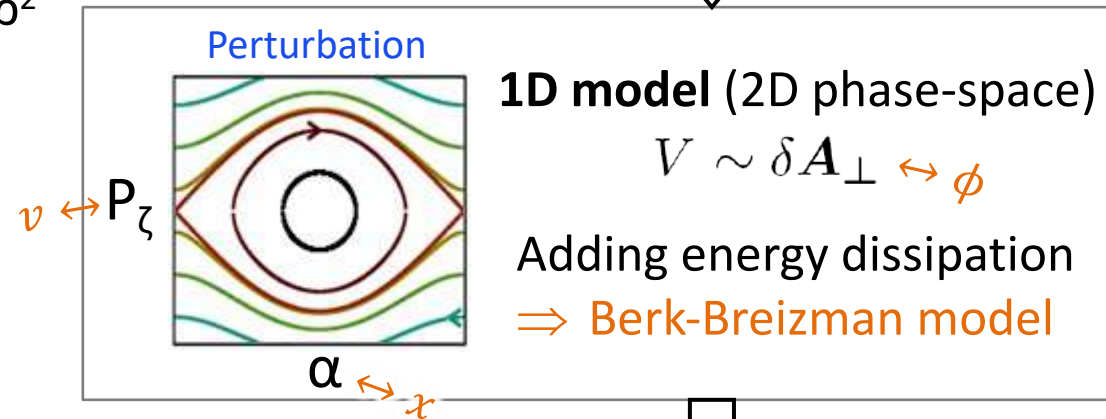 Perturbation
1D model (2D phase-space)
V ~ δA⊥ ↔ ϕ
v ↔ Pζ
Adding energy dissipation
⇒ Berk-Breizman model
α ↔ x